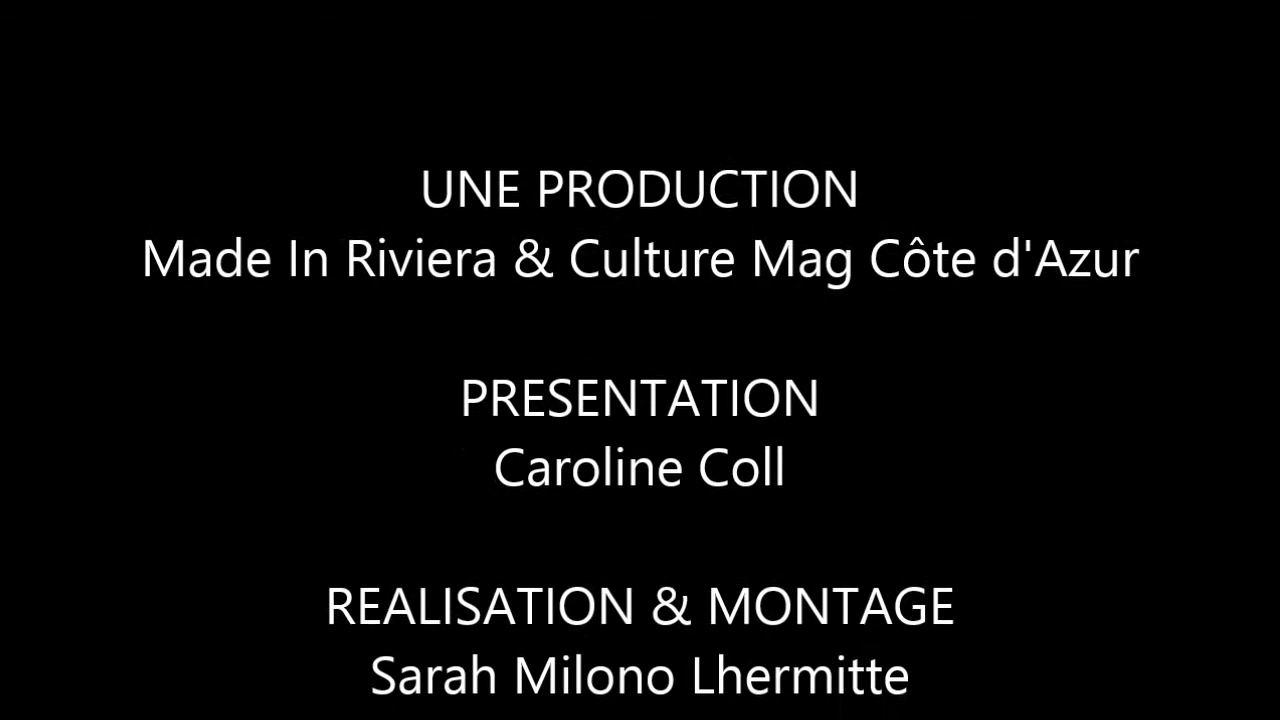 UNE PRODUCTION
Made In Riviera & Culture Mag Côte d'Azur
PRESENTATION
Caroline Coll
REALISATION & MONTAGE
Sarah Milono Lhermitte